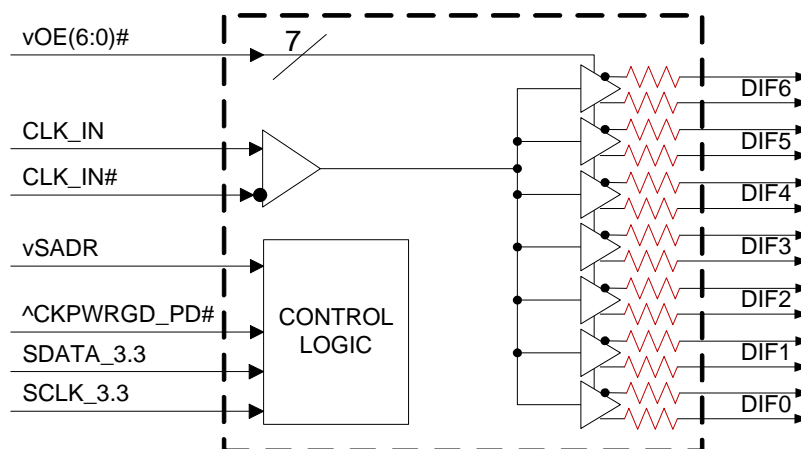 vOE(6:0)#
7
CLK_IN
CLK_IN#
vSADR
^CKPWRGD_PD#
SDATA_3.3
SCLK_3.3
CONTROL
LOGIC
DIF6
DIF5
DIF4
DIF3
DIF2
DIF1
DIF0